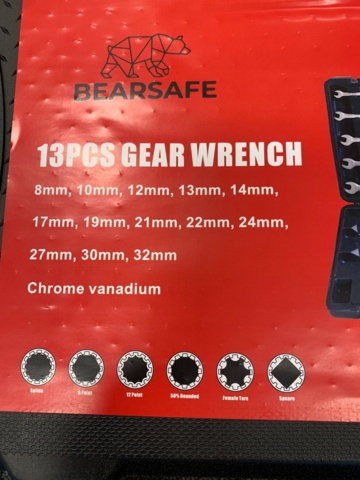 BEARSAFE
13PCS GEAR WRENCH
8mm, 10mm, 12mm, 13mm, 14mm,
17mm, 19mm, 21mm, 22mm, 24mm,
27mm, 30mm, 32mm
Chrome vanadium
Spline 6 Point 12 Point 50% Rounded Female Torx Square